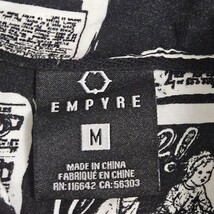 EMPYRE
M
MADE IN CHINA
FABRIQUÉ EN CHINE
RN: 116642 CA: 56303